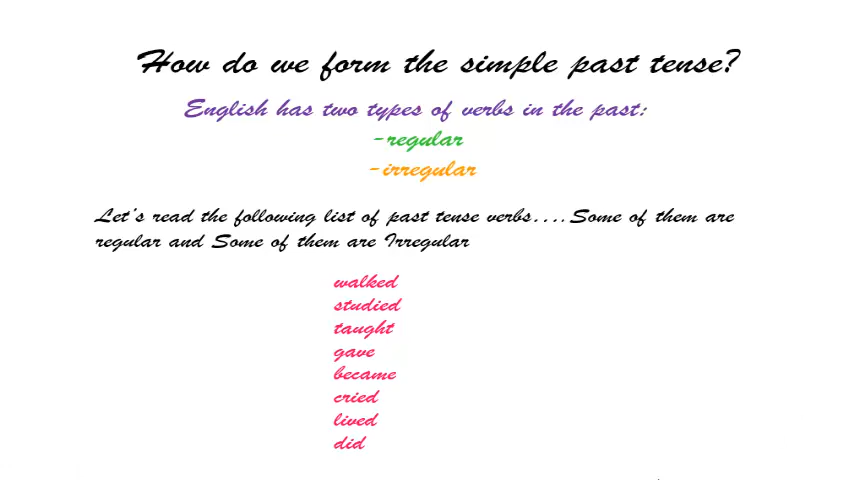 How do we form the simple past tense?
English has two types of verbs in the past:
-regular
-irregular
Let's read the following list of past tense verbs....Some of them are
regular and Some of them are Irregular
walked
studied
taught
gave
became
cried
lived
did